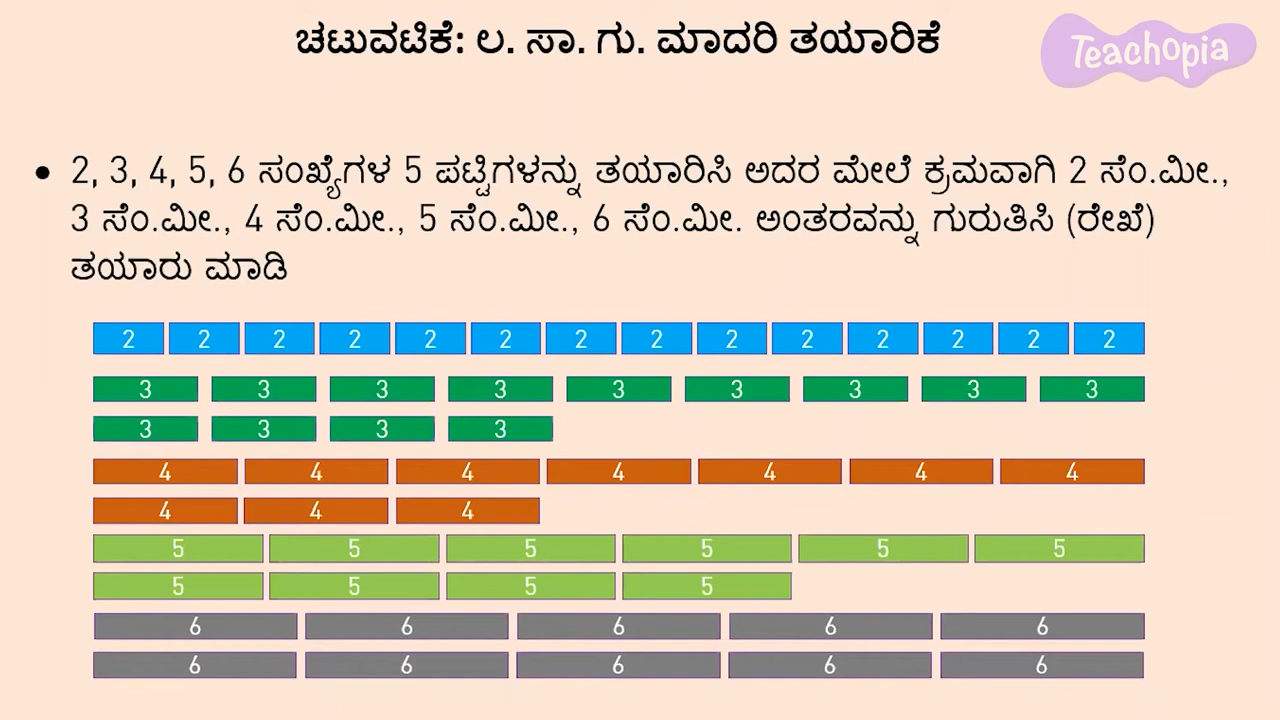 ಚಟುವಟಿಕೆ: ಲ. ಸಾ. ಗು. ಮಾದರಿ ತಯಾರಿಕೆ
Teachopia
• 2, 3, 4, 5, 6 ಸಂಖ್ಯೆಗಳ 5 ಪಟ್ಟಿಗಳನ್ನು ತಯಾರಿಸಿ ಅದರ ಮೇಲೆ ಕ್ರಮವಾಗಿ 2 ಸೆಂ.ಮೀ.,
3 ಸೆಂ.ಮೀ., 4 ಸೆಂ.ಮೀ., 5 ಸೆಂ.ಮೀ., 6 ಸೆಂ.ಮೀ. ಅಂತರವನ್ನು ಗುರುತಿಸಿ (ರೇಖೆ)
ತಯಾರು ಮಾಡಿ
2 2 2 2 2 2 2 2 2 2 2 2 2 2
3 3 3 3 3 3 3 3 3
3 3 3 3
4 4 4 4 4 4 4
4 4 4
5 5 5 5 5 5
5 5 5 5
6 6 6 6 6
6 6 6 6 6